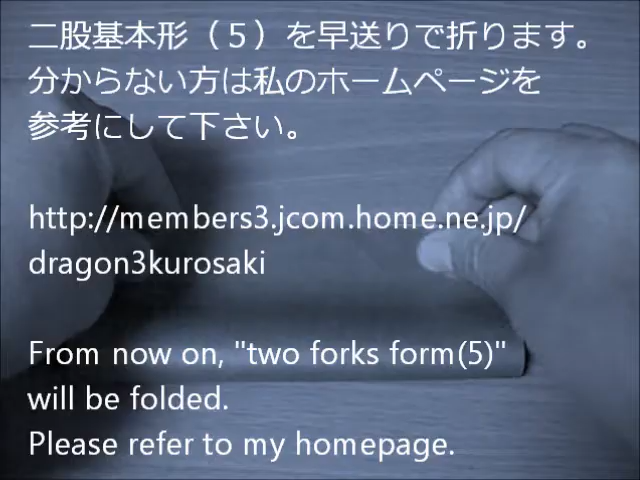 二股基本形（５）を早送りで折ります。
分からない方は私のホームページを
参考にして下さい。
http://members3.jcom.home.ne.jp/
dragon3kurosaki
From now on, "two forks form(5)"
will be folded.
Please refer to my homepage.